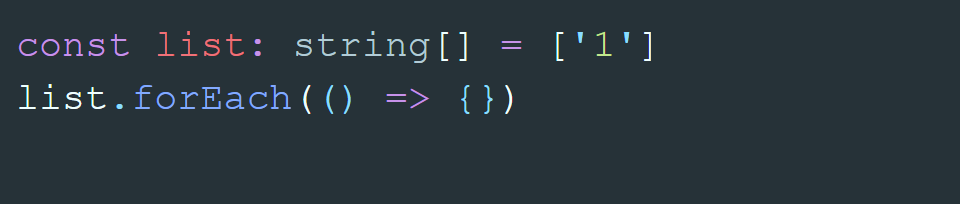 const list: string[] = ['1']
list.forEach(() => {})